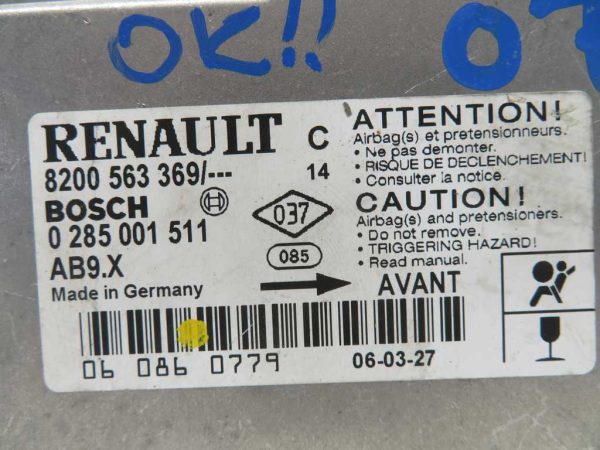 OK!! 07
RENAULT C
8200 563 369/--- 14
BOSCH
0 285 001 511
AB9.X
Made in Germany
037
085
AVANT
ATTENTION!
Airbag(s) et pretensionneurs.
• Ne pas demonter.
• RISQUE DE DECLENCHEMENT!
• Consulter la notice.
CAUTION!
Airbag(s) and pretensioners.
• Do not remove.
• TRIGGERING HAZARD!
• Read manual.
06 086 0779
06-03-27